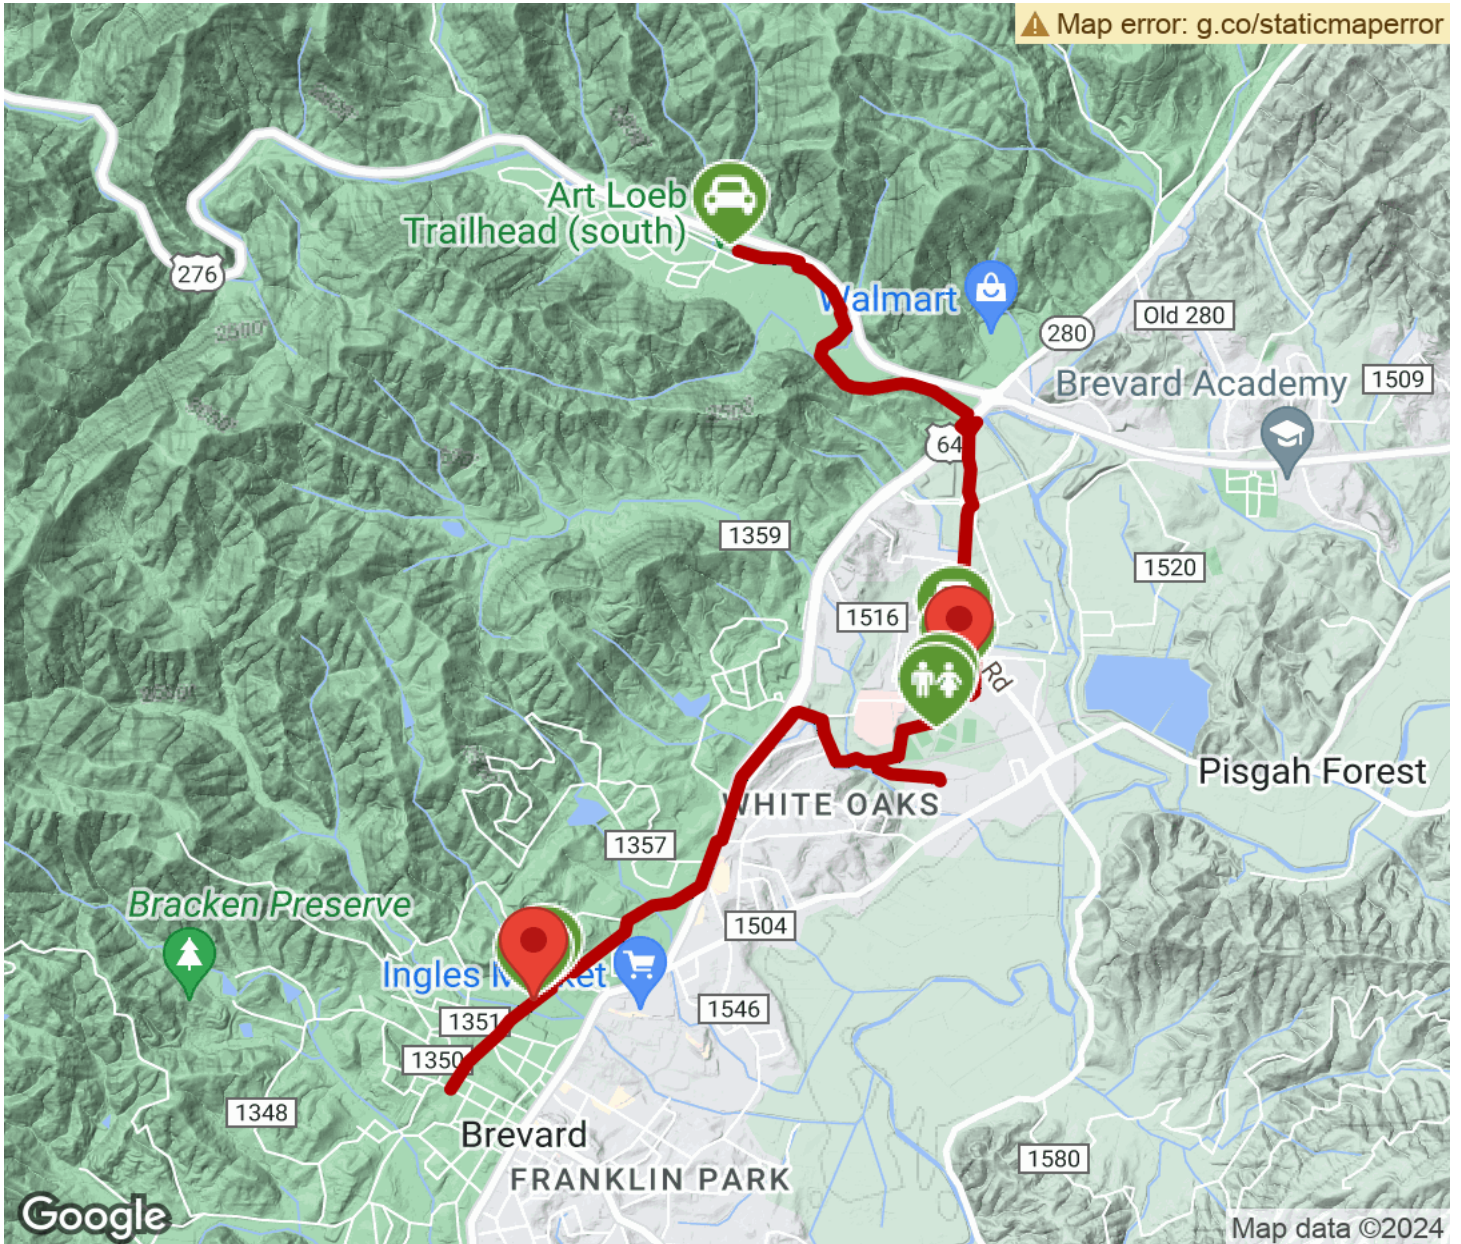 Map error: g.co/staticmaperror
Art Loeb
Trailhead (south)
276
2500
Walmart
280
Old 280
Brevard Academy
1509
64
1359
1520
1516
Rd
Pisgah Forest
WHITE OAKS
1357
Bracken Preserve
1504
Ingles
1351
1546
1350
1348
Brevard
1580
FRANKLIN PARK
Google
Map data ©2024